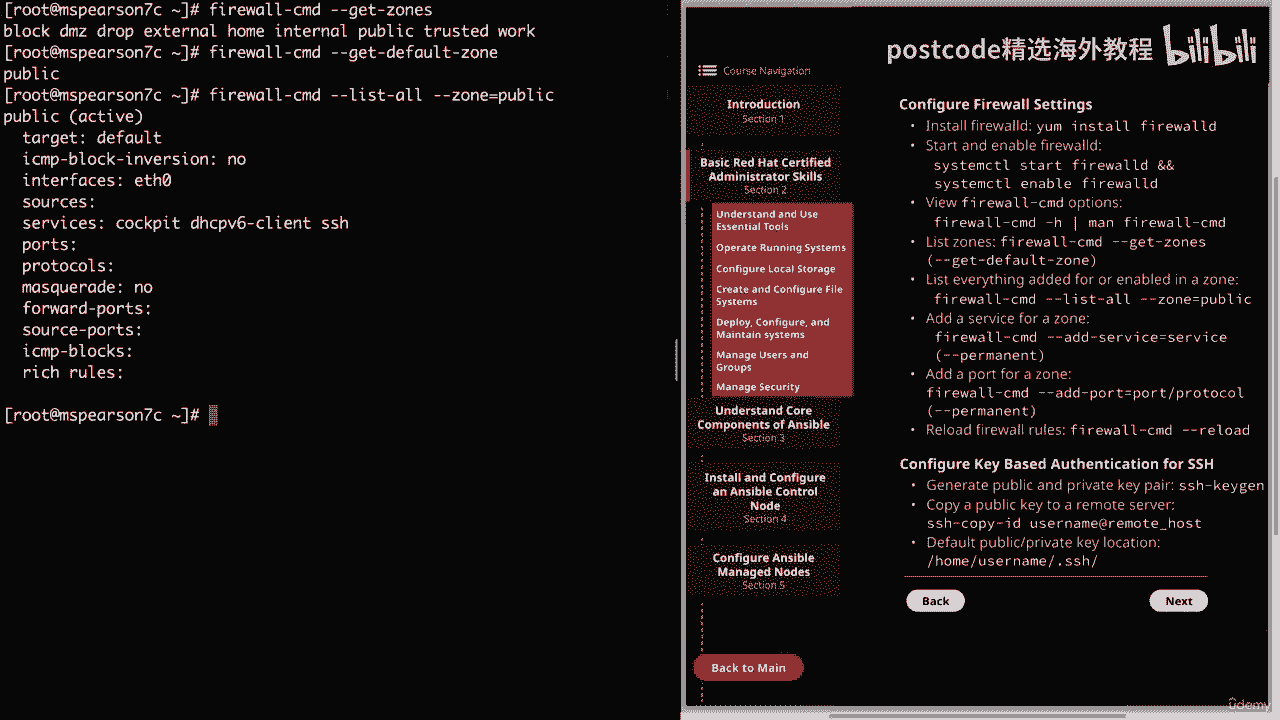 [root@mspearson7c ~]# firewall-cmd --get-zones
block dmz drop external home internal public trusted work
[root@mspearson7c ~]# firewall-cmd --get-default-zone
public
[root@mspearson7c ~]# firewall-cmd --list-all --zone=public
public (active)
target: default
icmp-block-inversion: no
interfaces: eth0
sources:
services: cockpit dhcpv6-client ssh
ports:
protocols:
masquerade: no
forward-ports:
source-ports:
icmp-blocks:
rich rules:
[root@mspearson7c ~]#
postcode精选海外教程 bilibili
Course Navigation
Introduction
Section 1
Basic Red Hat Certified
Administrator Skills
Section 2
Understand and Use
Essential Tools
Operate Running Systems
Configure Local Storage
Create and Configure File
Systems
Deploy, Configure, and
Maintain systems
Manage Users and
Groups
Manage Security
Understand Core
Components of Ansible
Section 3
Install and Configure
an Ansible Control
Node
Section 4
Configure Ansible
Managed Nodes
Section 5
Back to Main
Configure Firewall Settings
• Install firewalld: yum install firewalld
• Start and enable firewalld:
systemctl start firewalld &&
systemctl enable firewalld
• View firewall-cmd options:
firewall-cmd -h | man firewall-cmd
• List zones: firewall-cmd --get-zones
(--get-default-zone)
• List everything added for or enabled in a zone:
firewall-cmd --list-all --zone=public
• Add a service for a zone:
firewall-cmd --add-service=service
(--permanent)
• Add a port for a zone:
firewall-cmd --add-port=port/protocol
(--permanent)
• Reload firewall rules: firewall-cmd --reload
Configure Key Based Authentication for SSH
• Generate public and private key pair: ssh-keygen
• Copy a public key to a remote server:
ssh-copy-id username@remote_host
• Default public/private key location:
/home/username/.ssh/
Back
Next
ûdemy